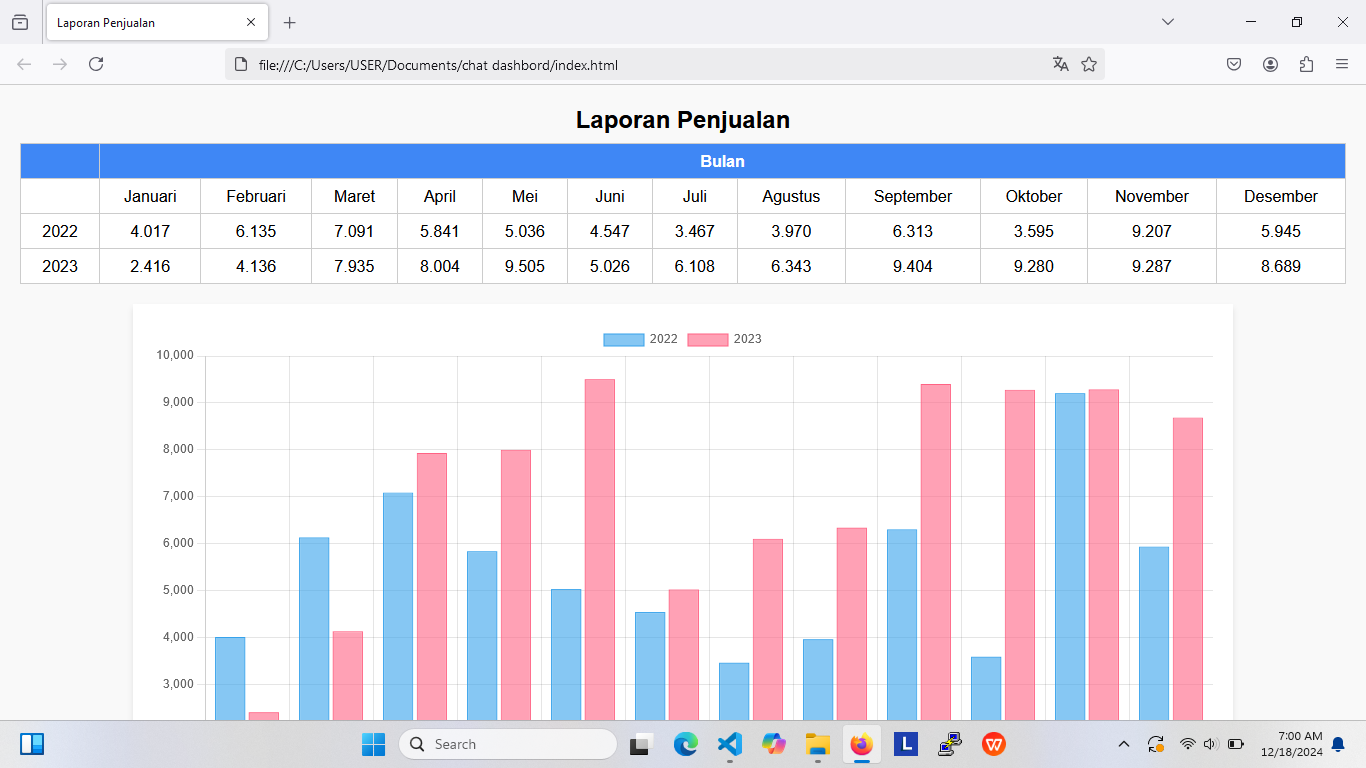 Laporan Penjualan
file:///C:/Users/USER/Documents/chat dashbord/index.html
Laporan Penjualan
Bulan
Januari Februari Maret April Mei Juni Juli Agustus September Oktober November Desember
2022 4.017 6.135 7.091 5.841 5.036 4.547 3.467 3.970 6.313 3.595 9.207 5.945
2023 2.416 4.136 7.935 8.004 9.505 5.026 6.108 6.343 9.404 9.280 9.287 8.689
2022 2023
10,000
9,000
8,000
7,000
6,000
5,000
4,000
3,000
Search
L
W
7:00 AM
12/18/2024